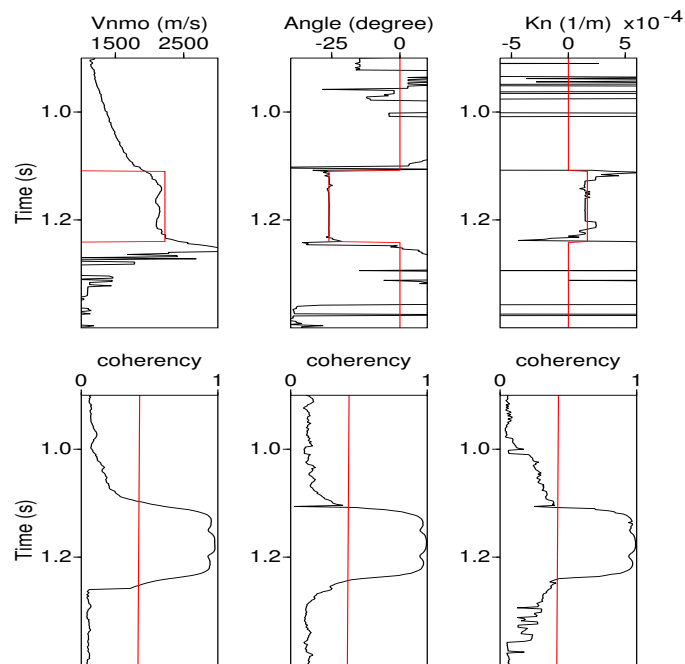 Vnmo (m/s) Angle (degree) Kn (1/m) x10 -4
1500 2500 -25 0 -5 0 5
Time (s)
1.0 1.0 1.0
1.2 1.2 1.2
coherency coherency coherency
0 1 0 1 0 1
Time (s)
1.0 1.0 1.0
1.2 1.2 1.2